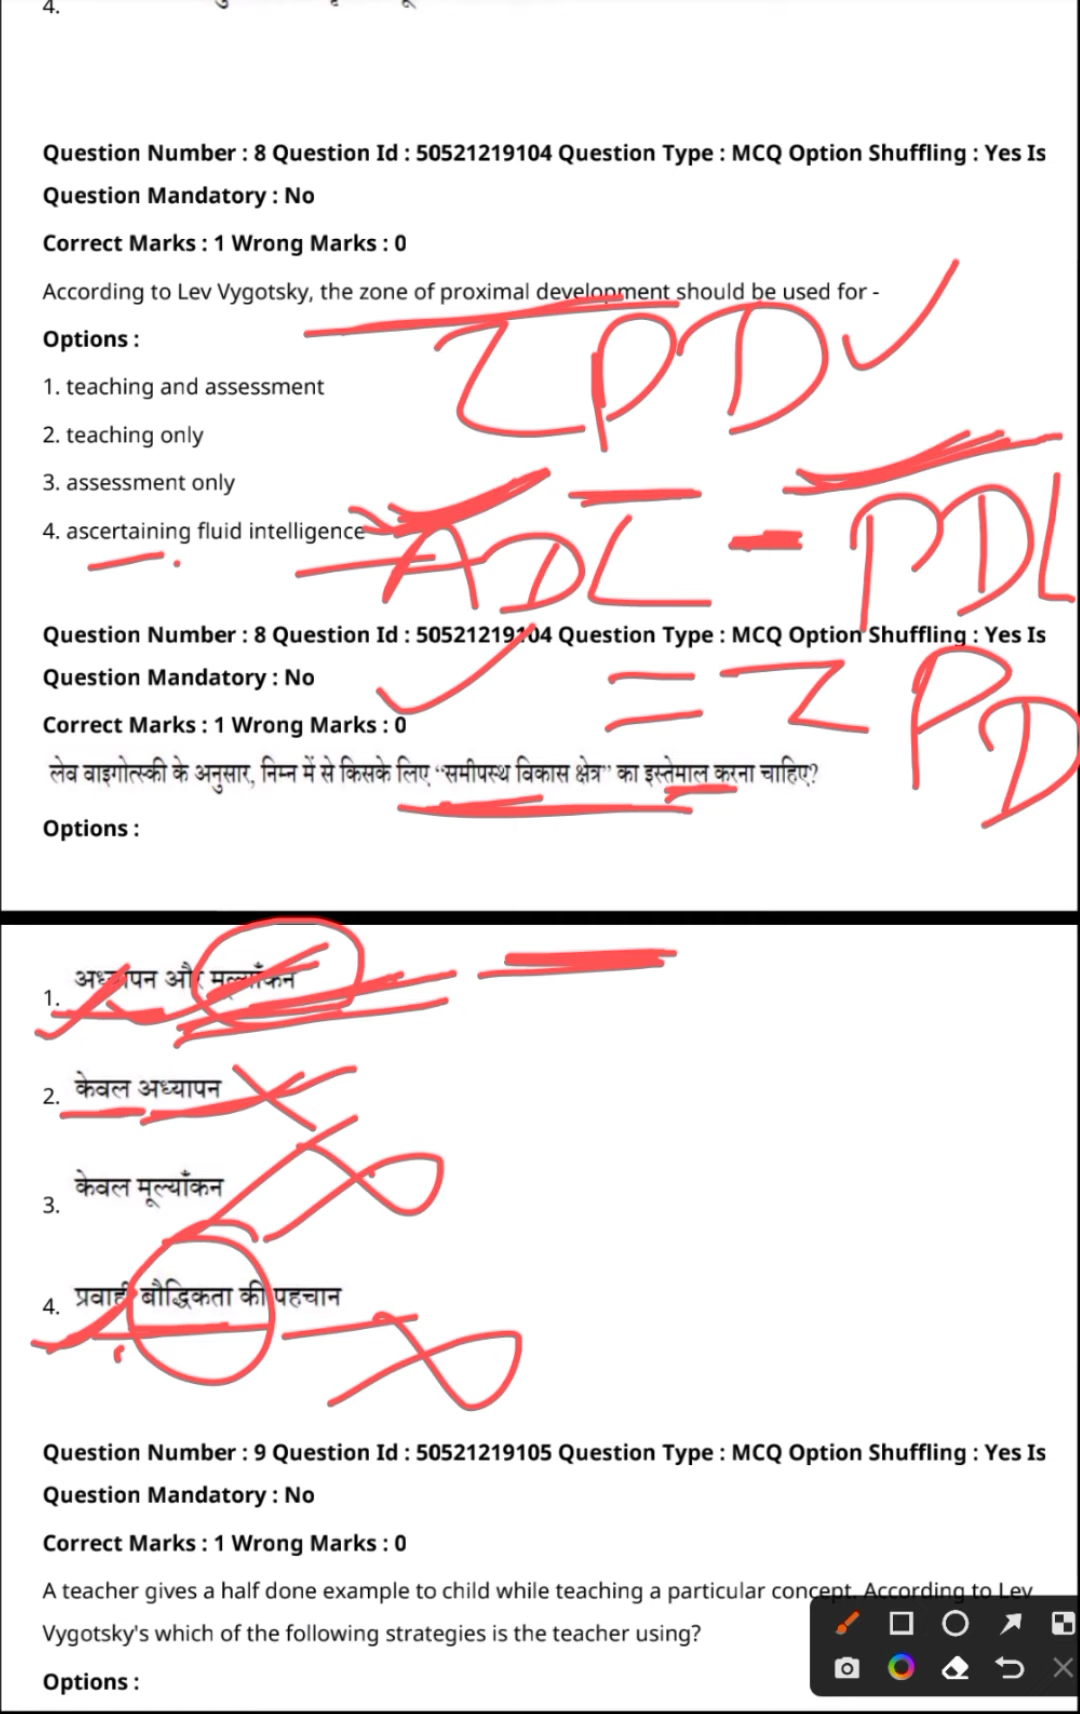 4.
Question Number : 8 Question Id : 50521219104 Question Type : MCQ Option Shuffling : Yes Is
Question Mandatory : No
Correct Marks : 1 Wrong Marks : 0
According to Lev Vygotsky, the zone of proximal development should be used for -
Options :
ZPD
1. teaching and assessment
2. teaching only
3. assessment only
4. ascertaining fluid intelligence
ADL - PDL
Question Number : 8 Question Id : 50521219104 Question Type : MCQ Option Shuffling : Yes Is
Question Mandatory : No
= ZPD
Correct Marks : 1 Wrong Marks : 0
लेव वाइगोत्स्की के अनुसार, निम्न में से किसके लिए “समीपस्थ विकास क्षेत्र” का इस्तेमाल करना चाहिए?
Options :
1. अध्यापन और मूल्याँकन
2. केवल अध्यापन
3. केवल मूल्याँकन
4. प्रवाही बौद्धिकता की पहचान
Question Number : 9 Question Id : 50521219105 Question Type : MCQ Option Shuffling : Yes Is
Question Mandatory : No
Correct Marks : 1 Wrong Marks : 0
A teacher gives a half done example to child while teaching a particular concept. According to Lev
Vygotsky's which of the following strategies is the teacher using?
Options :